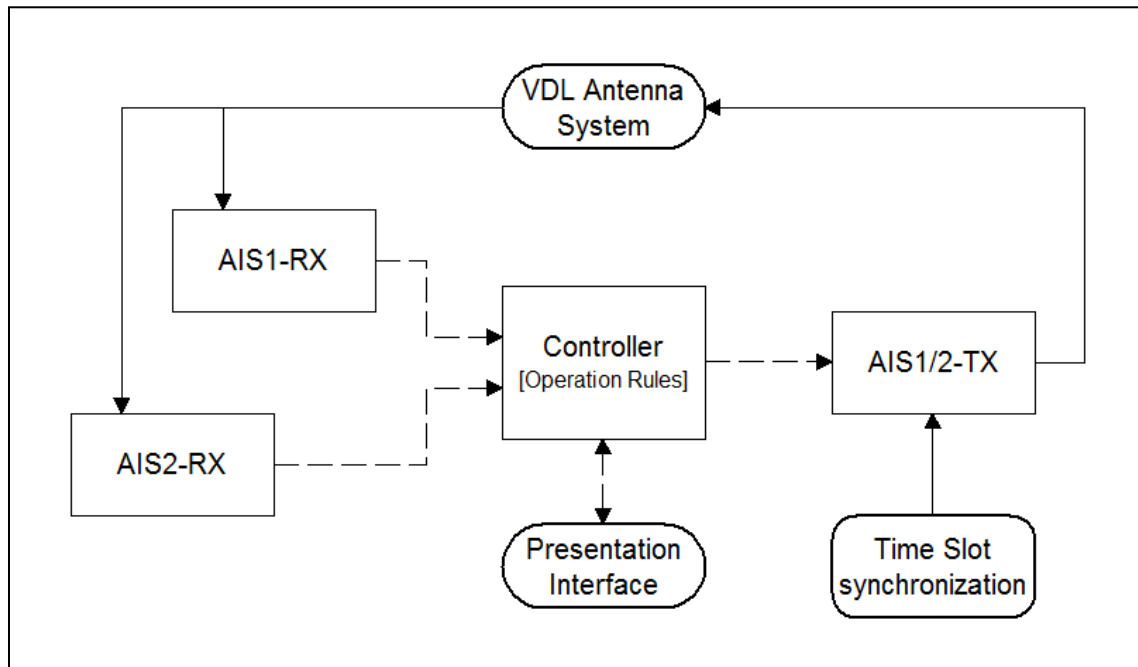 VDL Antenna
System
AIS1-RX
Controller
[Operation Rules]
AIS1/2-TX
AIS2-RX
Presentation
Interface
Time Slot
synchronization